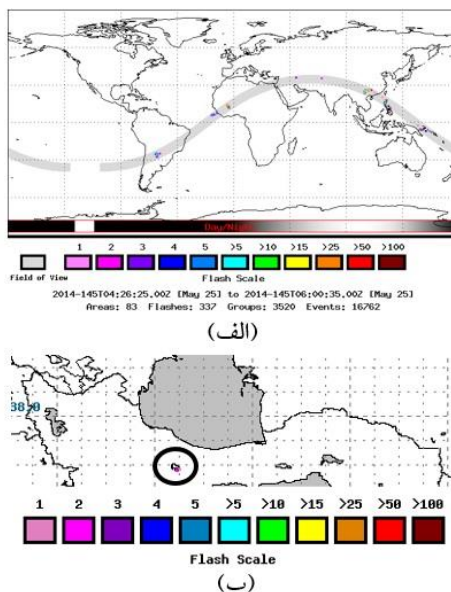 Day/Night
1 2 3 4 5 >5 >10 >15 >25 >50 >100
Field of View
Flash Scale
2014-145T04:26:25.00Z [May 25] to 2014-145T06:00:35.00Z [May 25]
Areas: 83 Flashes: 337 Groups: 3520 Events: 16762
(الف)
38.0
1 2 3 4 5 >5 >10 >15 >25 >50 >100
Flash Scale
(ب)